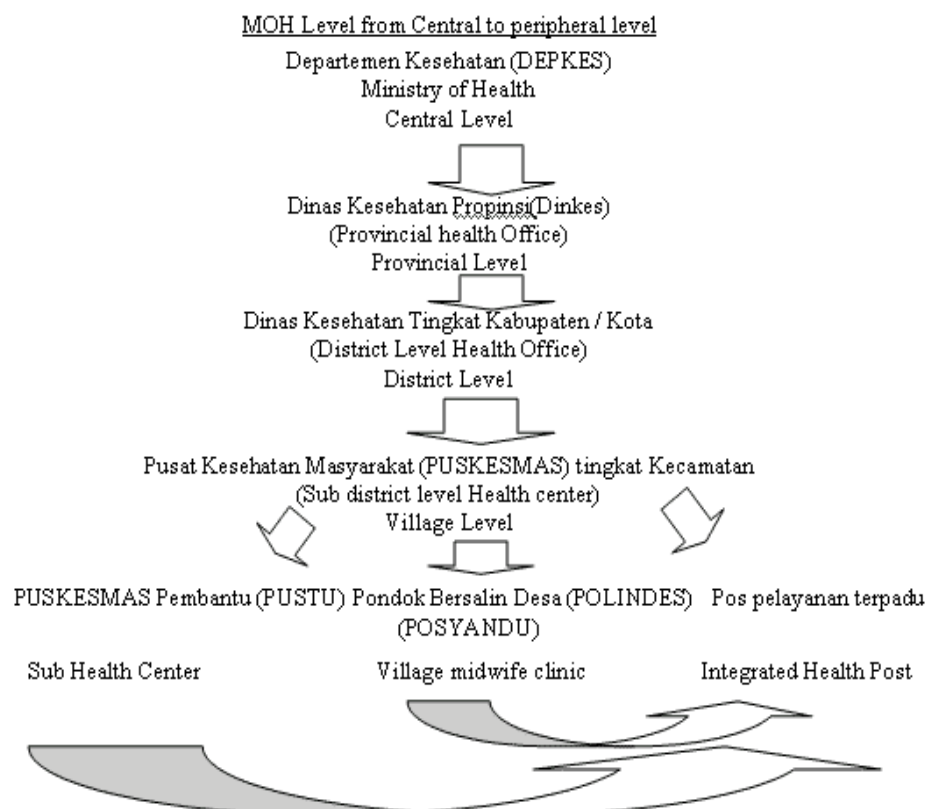 MOH Level from Central to peripheral level
Departemen Kesehatan (DEPKES)
Ministry of Health
Central Level
Dinas Kesehatan Propinsi(Dinkes)
(Provincial health Office)
Provincial Level
Dinas Kesehatan Tingkat Kabupaten / Kota
(District Level Health Office)
District Level
Pusat Kesehatan Masyarakat (PUSKESMAS) tingkat Kecamatan
(Sub district level Health center)
Village Level
PUSKESMAS Pembantu (PUSTU) Pondok Bersalin Desa (POLINDES) Pos pelayanan terpadu
(POSYANDU)
Sub Health Center Village midwife clinic Integrated Health Post